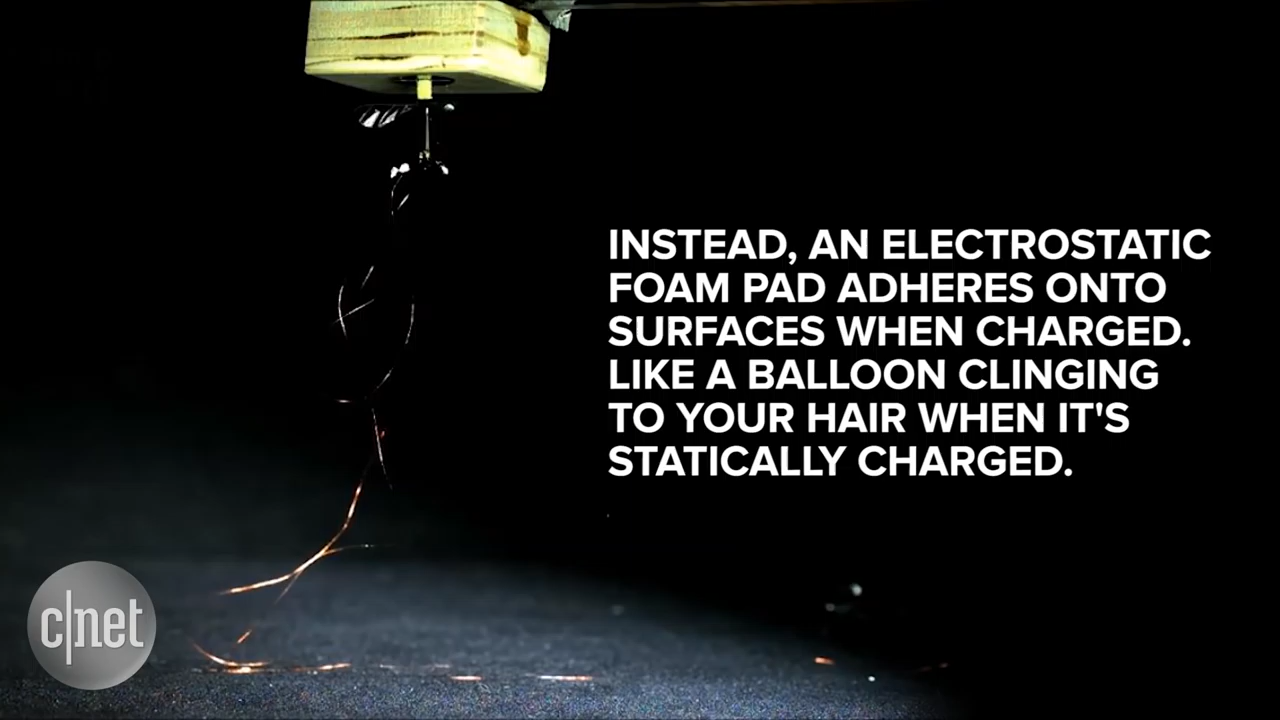 INSTEAD, AN ELECTROSTATIC
FOAM PAD ADHERES ONTO
SURFACES WHEN CHARGED.
LIKE A BALLOON CLINGING
TO YOUR HAIR WHEN IT'S
STATICALLY CHARGED.
c|net